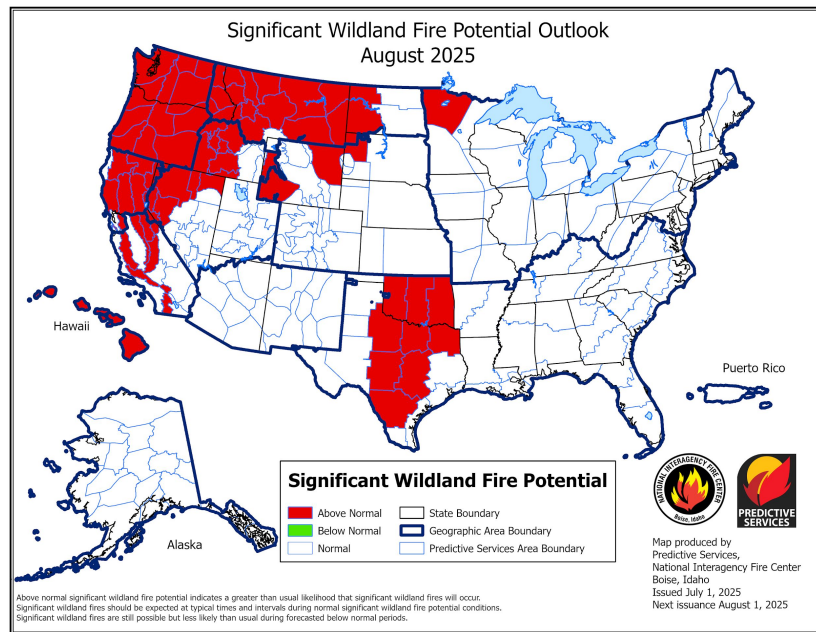 Significant Wildland Fire Potential Outlook
August 2025
Hawaii
Puerto Rico
Alaska
Significant Wildland Fire Potential
Above Normal
State Boundary
Below Normal
Geographic Area Boundary
Normal
Predictive Services Area Boundary
NATIONAL INTERAGENCY FIRE CENTER
Boise, Idaho
PREDICTIVE
SERVICES
Map produced by
Predictive Services,
National Interagency Fire Center
Boise, Idaho
Issued July 1, 2025
Next issuance August 1, 2025
Above normal significant wildland fire potential indicates a greater than usual likelihood that significant wildland fires will occur.
Significant wildland fires should be expected at typical times and intervals during normal significant wildland fire potential conditions.
Significant wildland fires are still possible but less likely than usual during forecasted below normal periods.